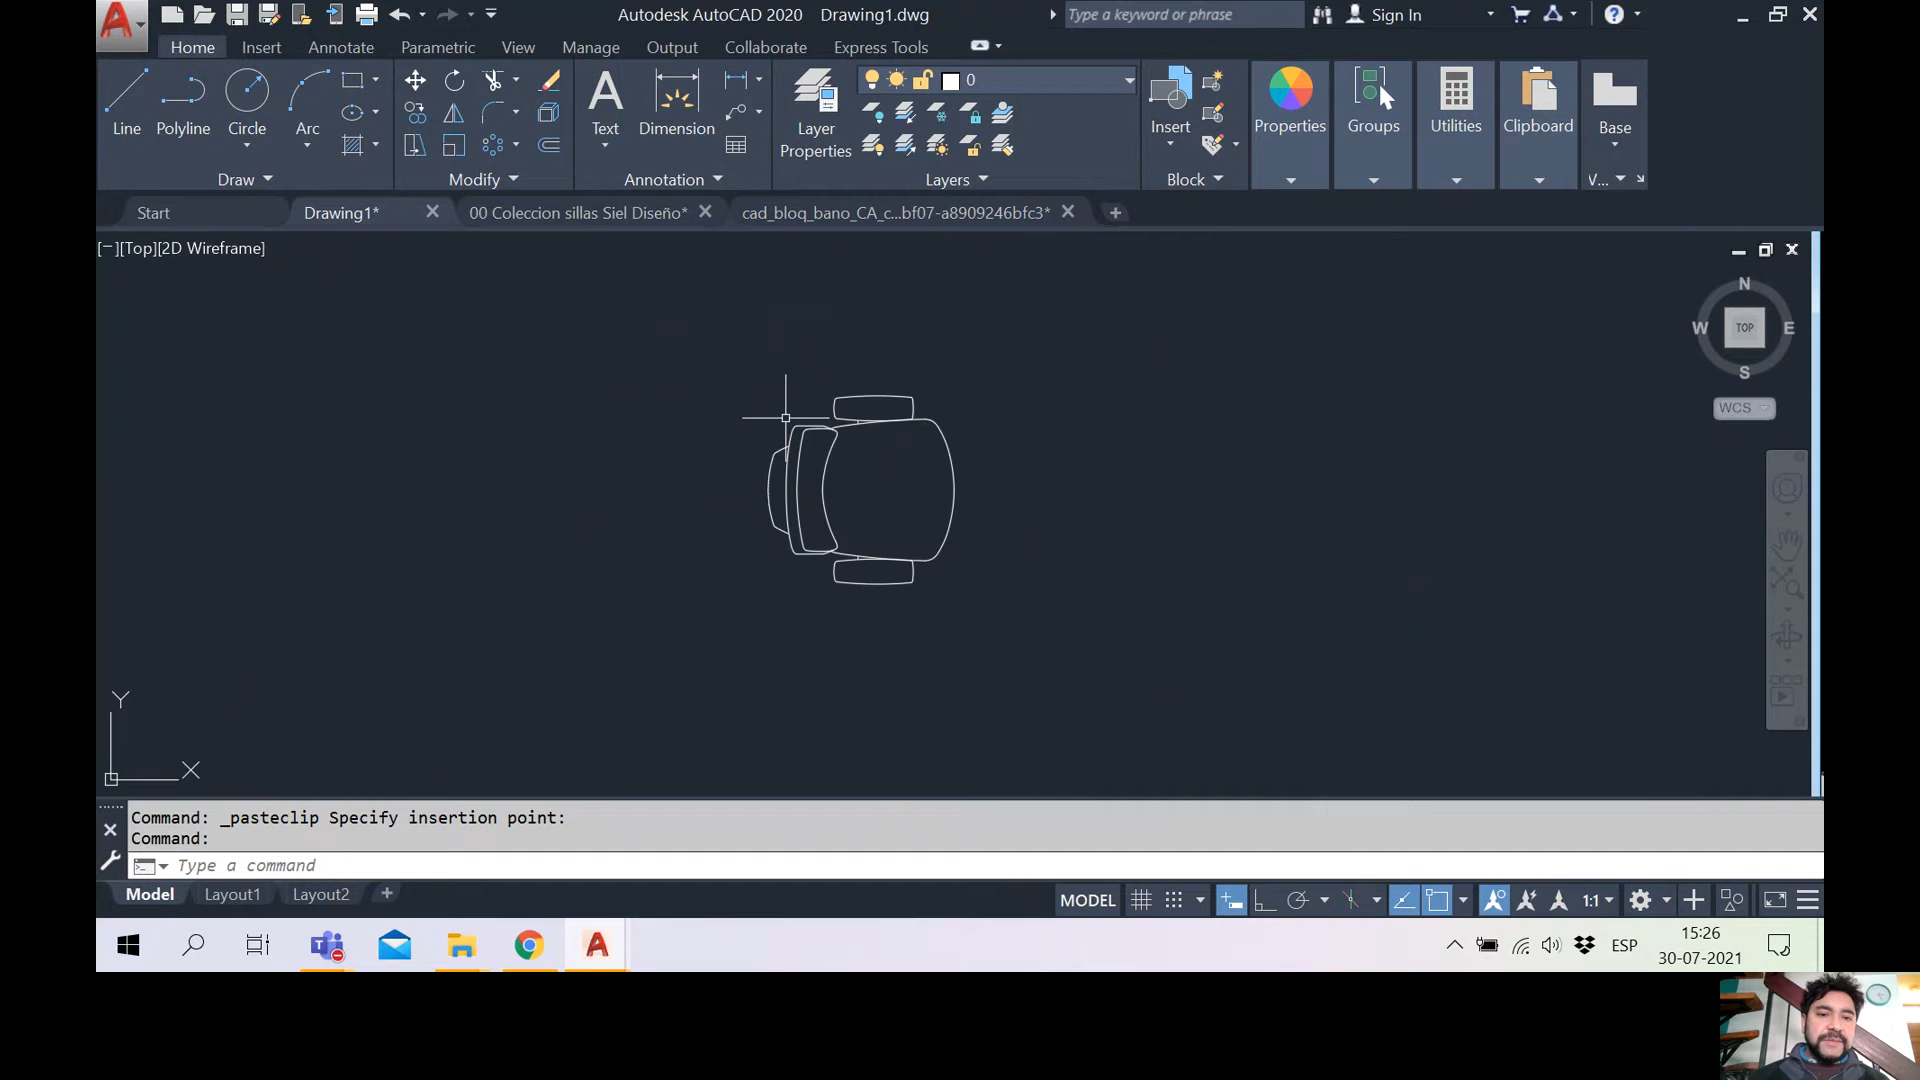 Autodesk AutoCAD 2020 Drawing1.dwg
Type a keyword or phrase
Sign In
Home Insert Annotate Parametric View Manage Output Collaborate Express Tools
0
Line Polyline Circle Arc
Text Dimension
Layer Properties
Insert
Properties Groups Utilities Clipboard Base
Draw Modify Annotation Layers Block V...
Start Drawing1* 00 Coleccion sillas Siel Diseño* cad_bloq_bano_CA_c...bf07-a8909246bfc3*
[−][Top][2D Wireframe]
N
W TOP E
S
WCS
Y
X
Command: _pasteclip Specify insertion point:
Command:
Type a command
Model Layout1 Layout2
MODEL 1:1
ESP
15:26
30-07-2021